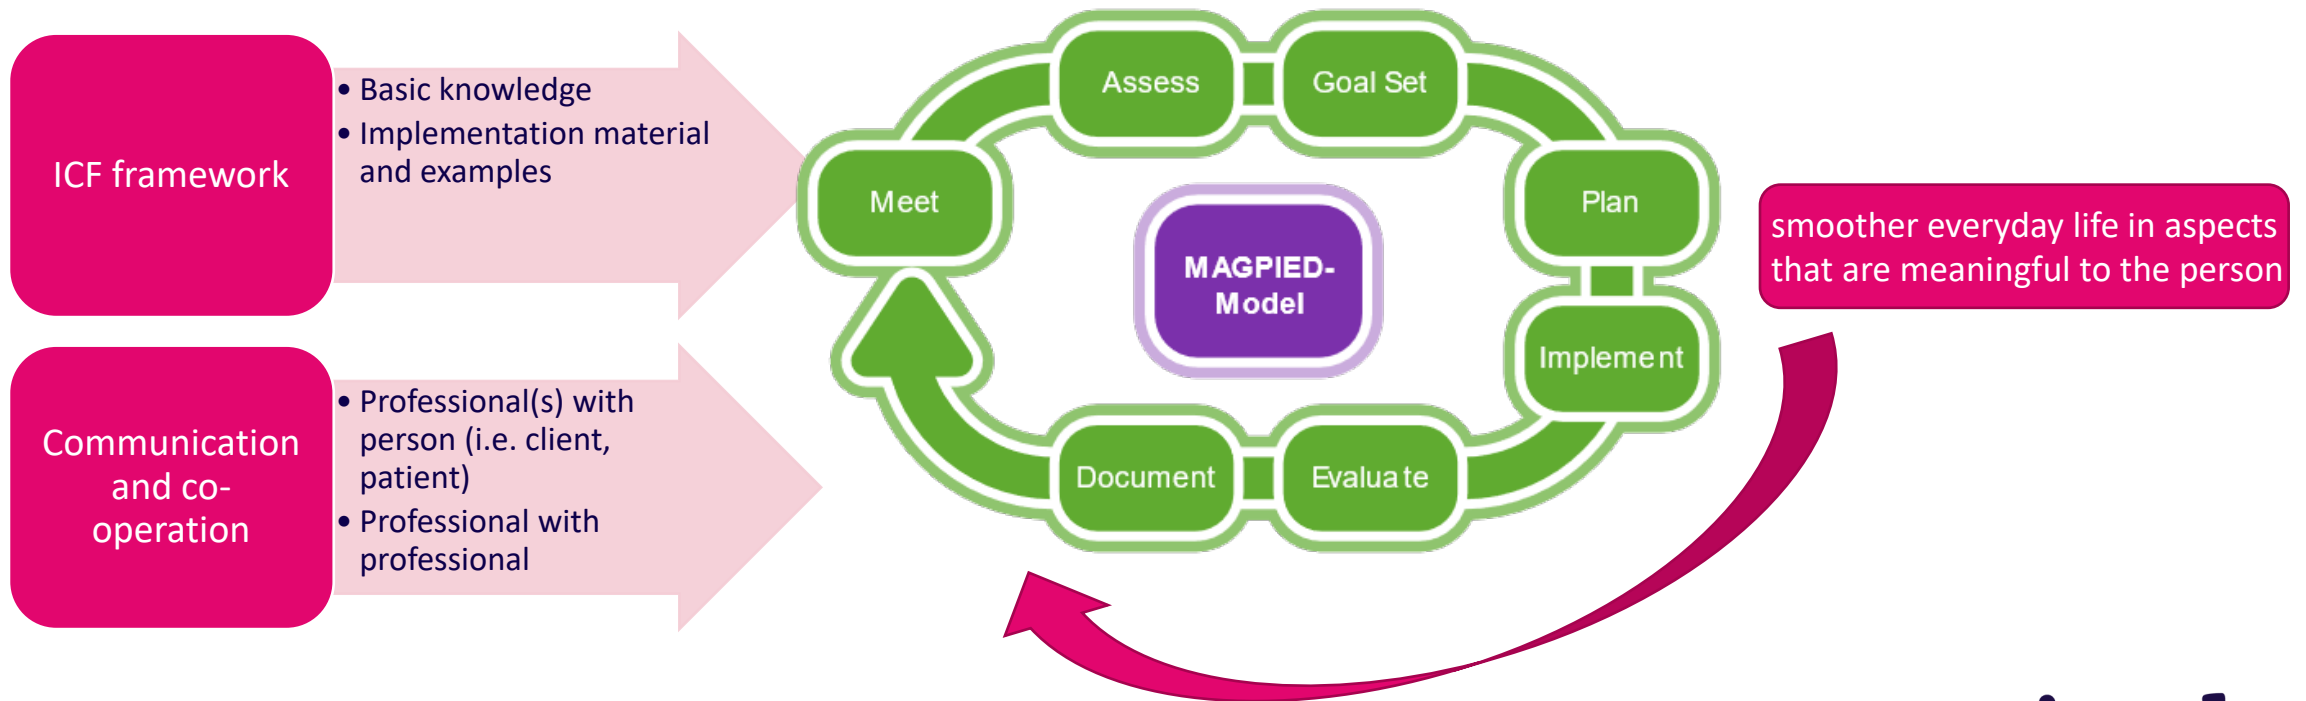 ICF framework
• Basic knowledge
• Implementation material
and examples
Communication
and co-
operation
• Professional(s) with
person (i.e. client,
patient)
• Professional with
professional
Meet
Assess
Goal Set
Plan
Implement
Evaluate
Document
MAGPIED-
Model
smoother everyday life in aspects
that are meaningful to the person